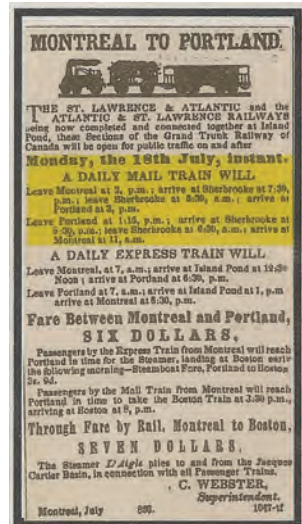 MONTREAL TO PORTLAND.
THE ST. LAWRENCE & ATLANTIC and the
ATLANTIC & ST. LAWRENCE RAILWAYS
being now completed and connected together at Island
Pond, these Sections of the Grand Trunk Railway of
Canada will be open for public traffic on and after
Monday, the 18th July, instant.
A DAILY MAIL TRAIN WILL
Leave Montreal at 2, p.m.; arrive at Sherbrooke at 7:30,
p.m.; leave Sherbrooke at 5:30, a.m.; arrive at
Portland at 3, p.m.
Leave Portland at 1:15, p.m.; arrive at Sherbrooke at
p.m.; leave Sherbrooke at 6:30, a.m.; arrive at
Montreal at 11, a.m.
A DAILY EXPRESS TRAIN WILL
Leave Montreal, at 7, a.m.; arrive at Island Pond at
Noon; arrive at Portland at 6:30, p.m.
Leave Portland at 7, a.m.; arrive at Island Pond at 1, p.m
arrive at Montreal at 6:30, p.m.
Fare Between Montreal and Portland,
SIX DOLLARS,
Passengers by the Express Train from Montreal will reach
Portland in time for the Steamer, landing at Boston early
the following morning—Steamboat Fare, Portland to Boston
3s. 9d.
Passengers by the Mail Train from Montreal will reach
Portland in time to take the Boston Train at 3:30 p.m.,
arriving at Boston at 8, p.m.
Through Fare by Rail, Montreal to Boston,
SEVEN DOLLARS,
The Steamer L'Aigle plies to and from the Jacques
Cartier Basin, in connection with all Passenger Trains.
C. WEBSTER,
Superintendent.
Montreal, July 1047-tf